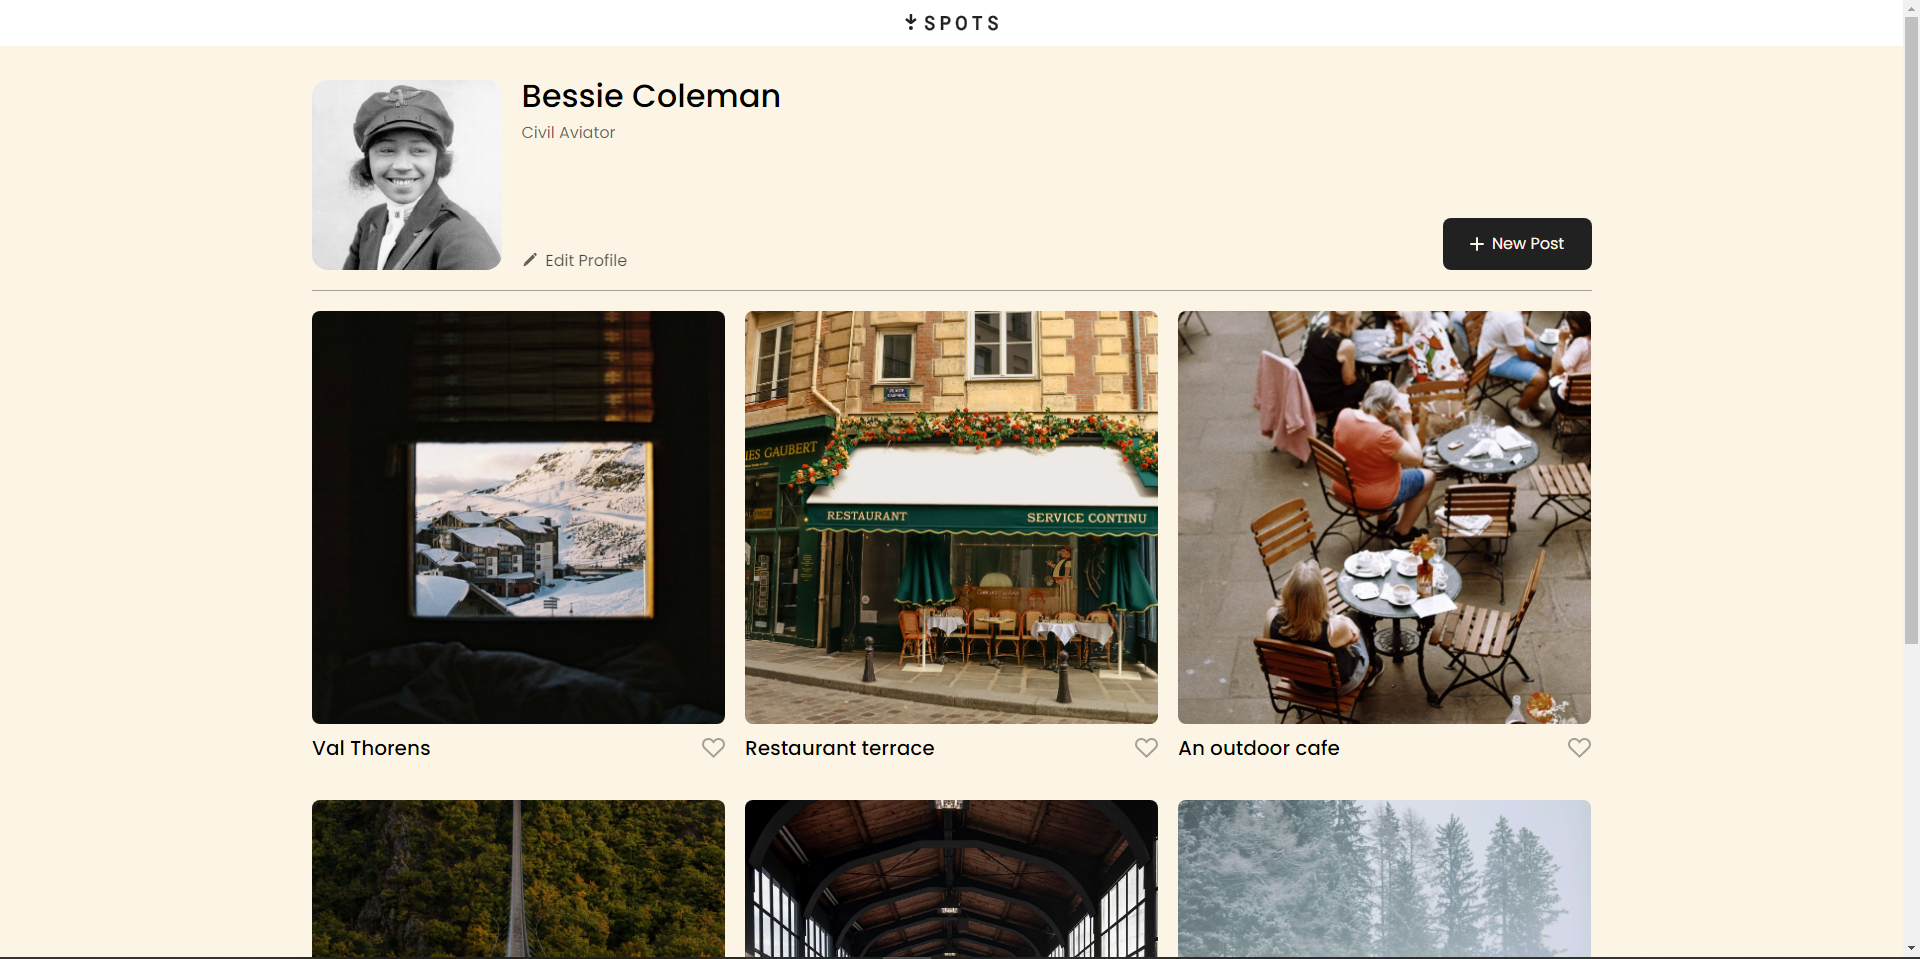 SPOTS
Bessie Coleman
Civil Aviator
Edit Profile
New Post
IES GAUBERT
RESTAURANT
SERVICE CONTINU
Val Thorens
Restaurant terrace
An outdoor cafe